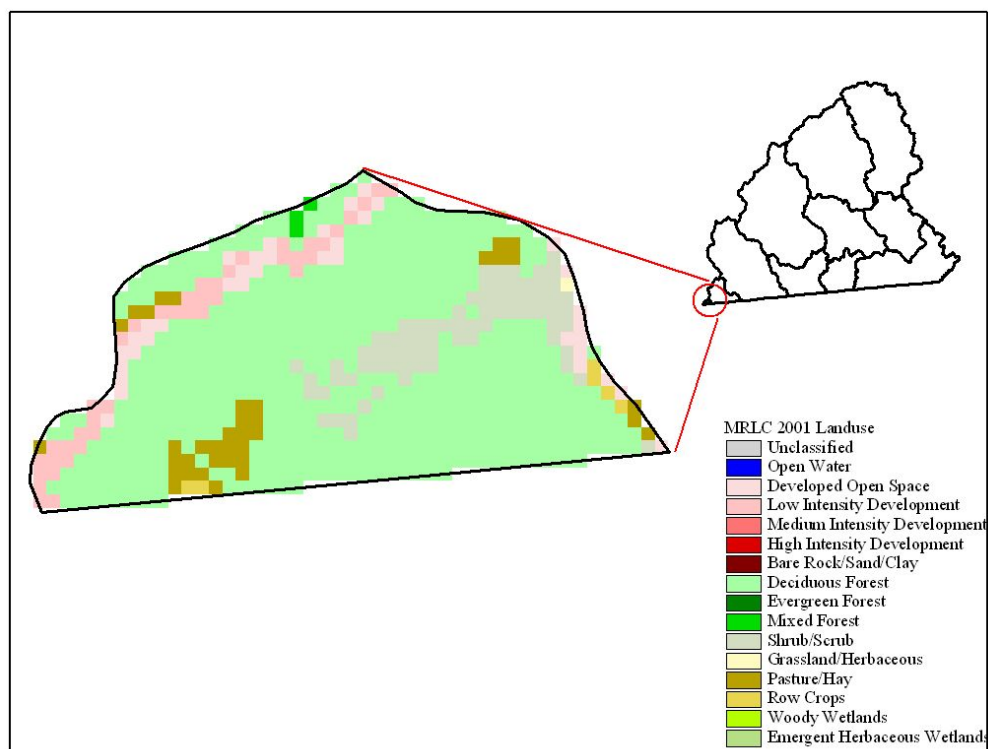 MRLC 2001 Landuse
Unclassified
Open Water
Developed Open Space
Low Intensity Development
Medium Intensity Development
High Intensity Development
Bare Rock/Sand/Clay
Deciduous Forest
Evergreen Forest
Mixed Forest
Shrub/Scrub
Grassland/Herbaceous
Pasture/Hay
Row Crops
Woody Wetlands
Emergent Herbaceous Wetlands